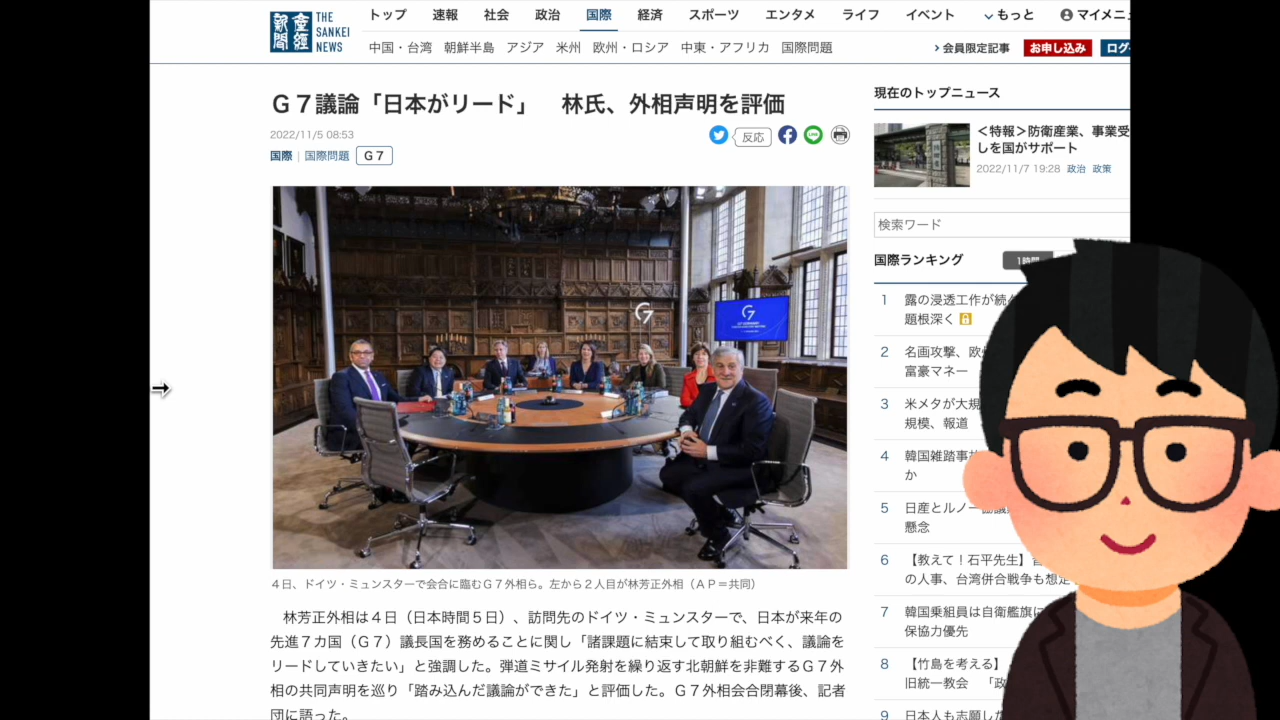 産經新聞
THE SANKEI NEWS
トップ 速報 社会 政治 国際 経済 スポーツ エンタメ ライフ イベント もっと マイメニ
中国・台湾 朝鮮半島 アジア 米州 欧州・ロシア 中東・アフリカ 国際問題
会員限定記事 お申し込み ログ
Ｇ７議論「日本がリード」　林氏、外相声明を評価
2022/11/5 08:53
反応
国際 国際問題 Ｇ７
４日、ドイツ・ミュンスターで会合に臨むＧ７外相ら。左から２人目が林芳正外相（ＡＰ＝共同）
林芳正外相は４日（日本時間５日）、訪問先のドイツ・ミュンスターで、日本が来年の
先進７カ国（Ｇ７）議長国を務めることに関し「諸課題に結束して取り組むべく、議論を
リードしていきたい」と強調した。弾道ミサイル発射を繰り返す北朝鮮を非難するＧ７外
相の共同声明を巡り「踏み込んだ議論ができた」と評価した。Ｇ７外相会合閉幕後、記者
団に語った。
現在のトップニュース
＜特報＞防衛産業、事業受
しを国がサポート
2022/11/7 19:28 政治 政策
検索ワード
国際ランキング 1時間
1 露の浸透工作が続く
題根深く
2 名画攻撃、欧
富豪マネー
3 米メタが大規
規模、報道
4 韓国雑踏事故
か
5 日産とルノー協議
懸念
6 【教えて！石平先生】
の人事、台湾併合戦争も想定
7 韓国乗組員は自衛艦旗に
保協力優先
8 【竹島を考える】
旧統一教会 「政
9 日本人も志願した